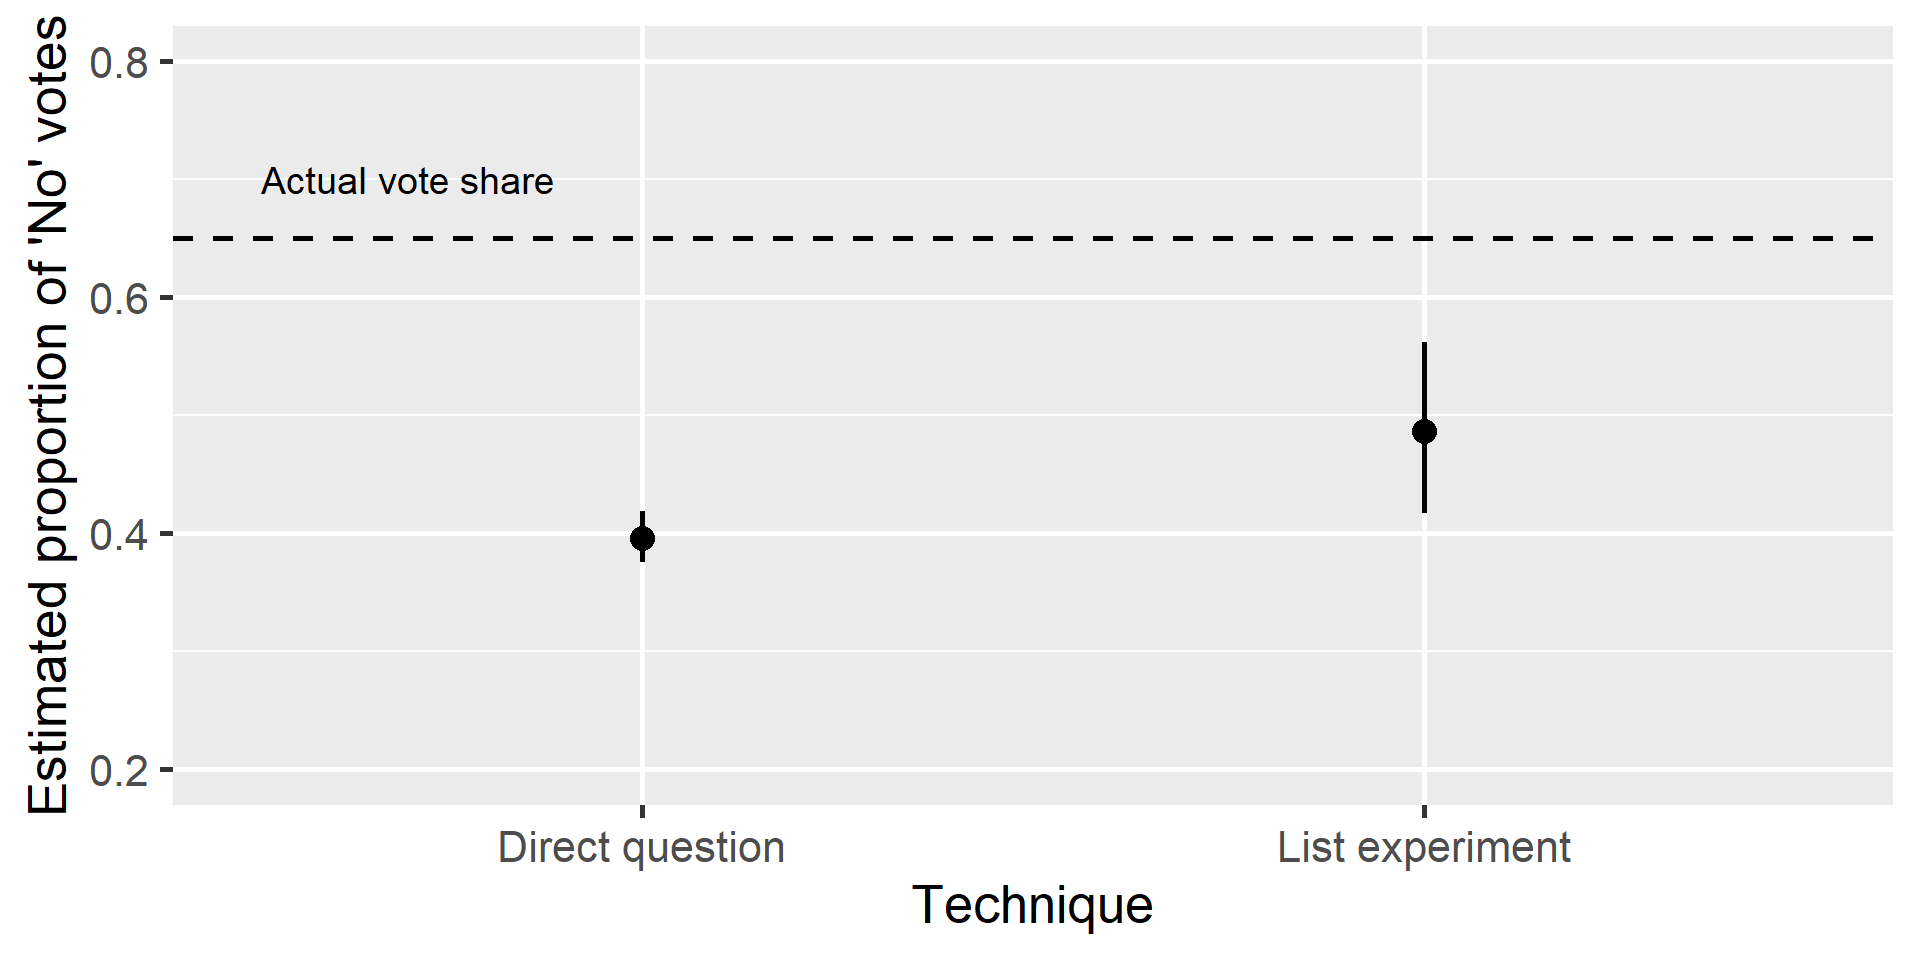 Estimated proportion of 'No' votes
0.8
0.6
0.4
0.2
Actual vote share
Direct question
List experiment
Technique